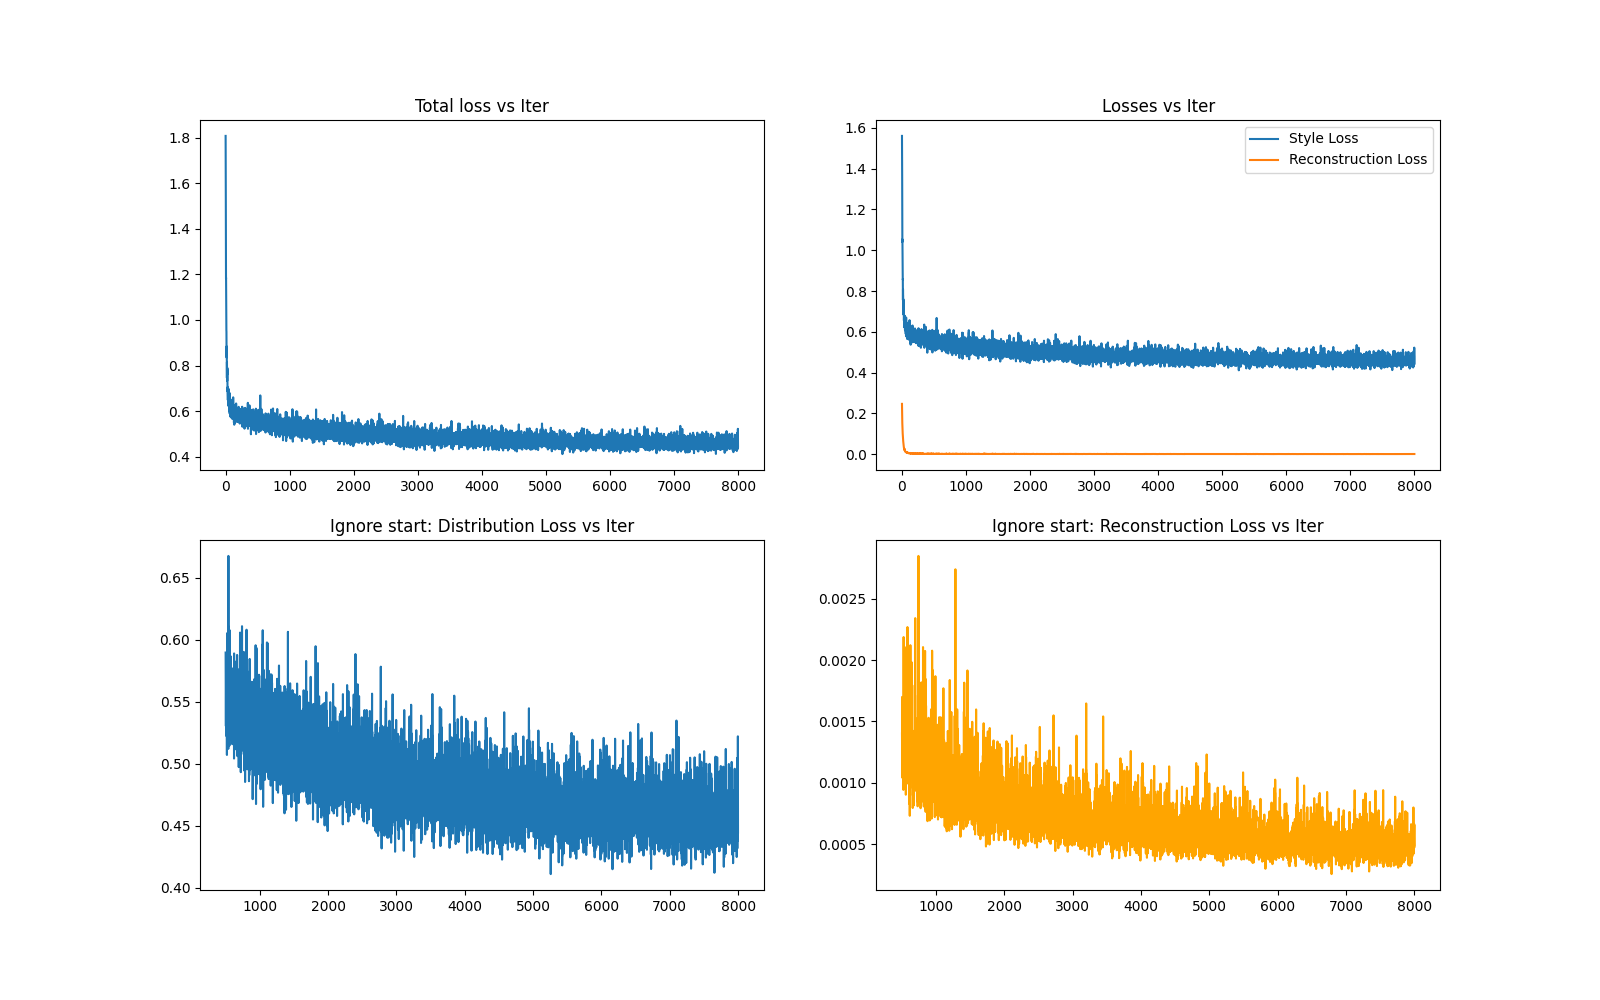 Total loss vs Iter
1.8
1.6
1.4
1.2
1.0
0.8
0.6
0.4
0 1000 2000 3000 4000 5000 6000 7000 8000
Losses vs Iter
Style Loss
Reconstruction Loss
1.6
1.4
1.2
1.0
0.8
0.6
0.4
0.2
0.0
0 1000 2000 3000 4000 5000 6000 7000 8000
Ignore start: Distribution Loss vs Iter
0.65
0.60
0.55
0.50
0.45
0.40
1000 2000 3000 4000 5000 6000 7000 8000
Ignore start: Reconstruction Loss vs Iter
0.0025
0.0020
0.0015
0.0010
0.0005
1000 2000 3000 4000 5000 6000 7000 8000